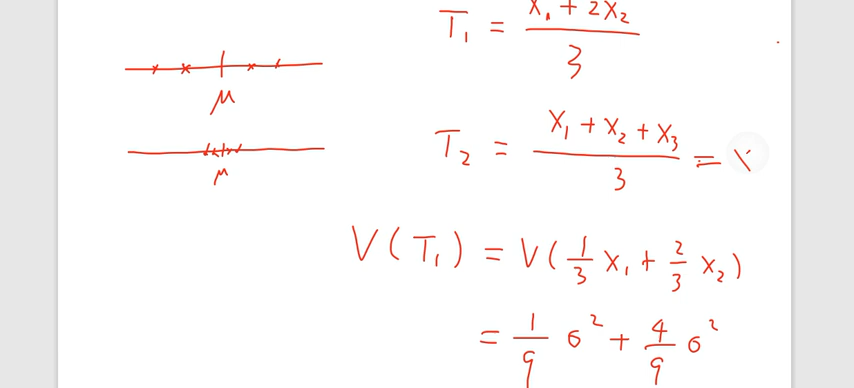 T₁ = (x₁ + 2x₂)/3
μ
T₂ = (x₁ + x₂ + x₃)/3 =
μ
V(T₁) = V(1/3 x₁ + 2/3 x₂)
= 1/9 σ² + 4/9 σ²